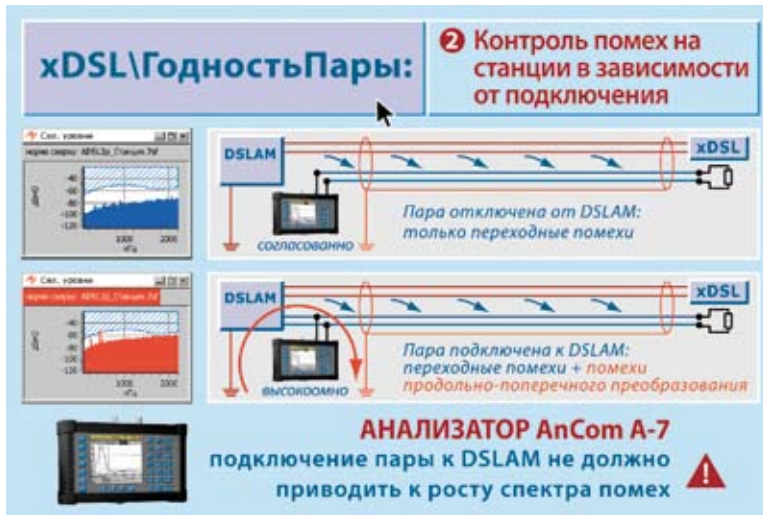 xDSL\ГодностьПары:
2 Контроль помех на
станции в зависимости
от подключения
-40
-60
-80
-100
-120
1000 2000
кГц
DSLAM
xDSL
согласованно
Пара отключена от DSLAM:
только переходные помехи
-40
-60
-80
-100
-120
1000 2000
кГц
DSLAM
xDSL
высокоомно
Пара подключена к DSLAM:
переходные помехи + помехи
продольно-поперечного преобразования
АНАЛИЗАТОР AnCom A-7
подключение пары к DSLAM не должно
приводить к росту спектра помех
!